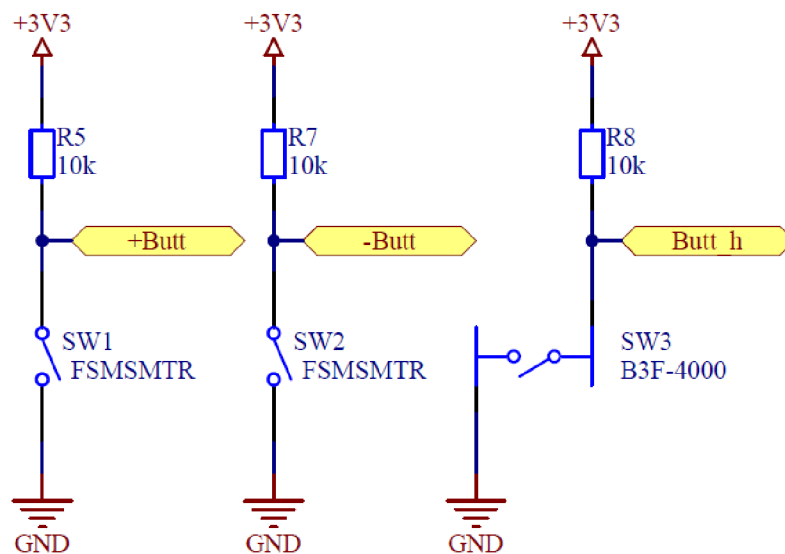 +3V3
+3V3
+3V3
R5
10k
R7
10k
R8
10k
+Butt
-Butt
Butt_h
SW1
FSMSMTR
SW2
FSMSMTR
SW3
B3F-4000
GND
GND
GND